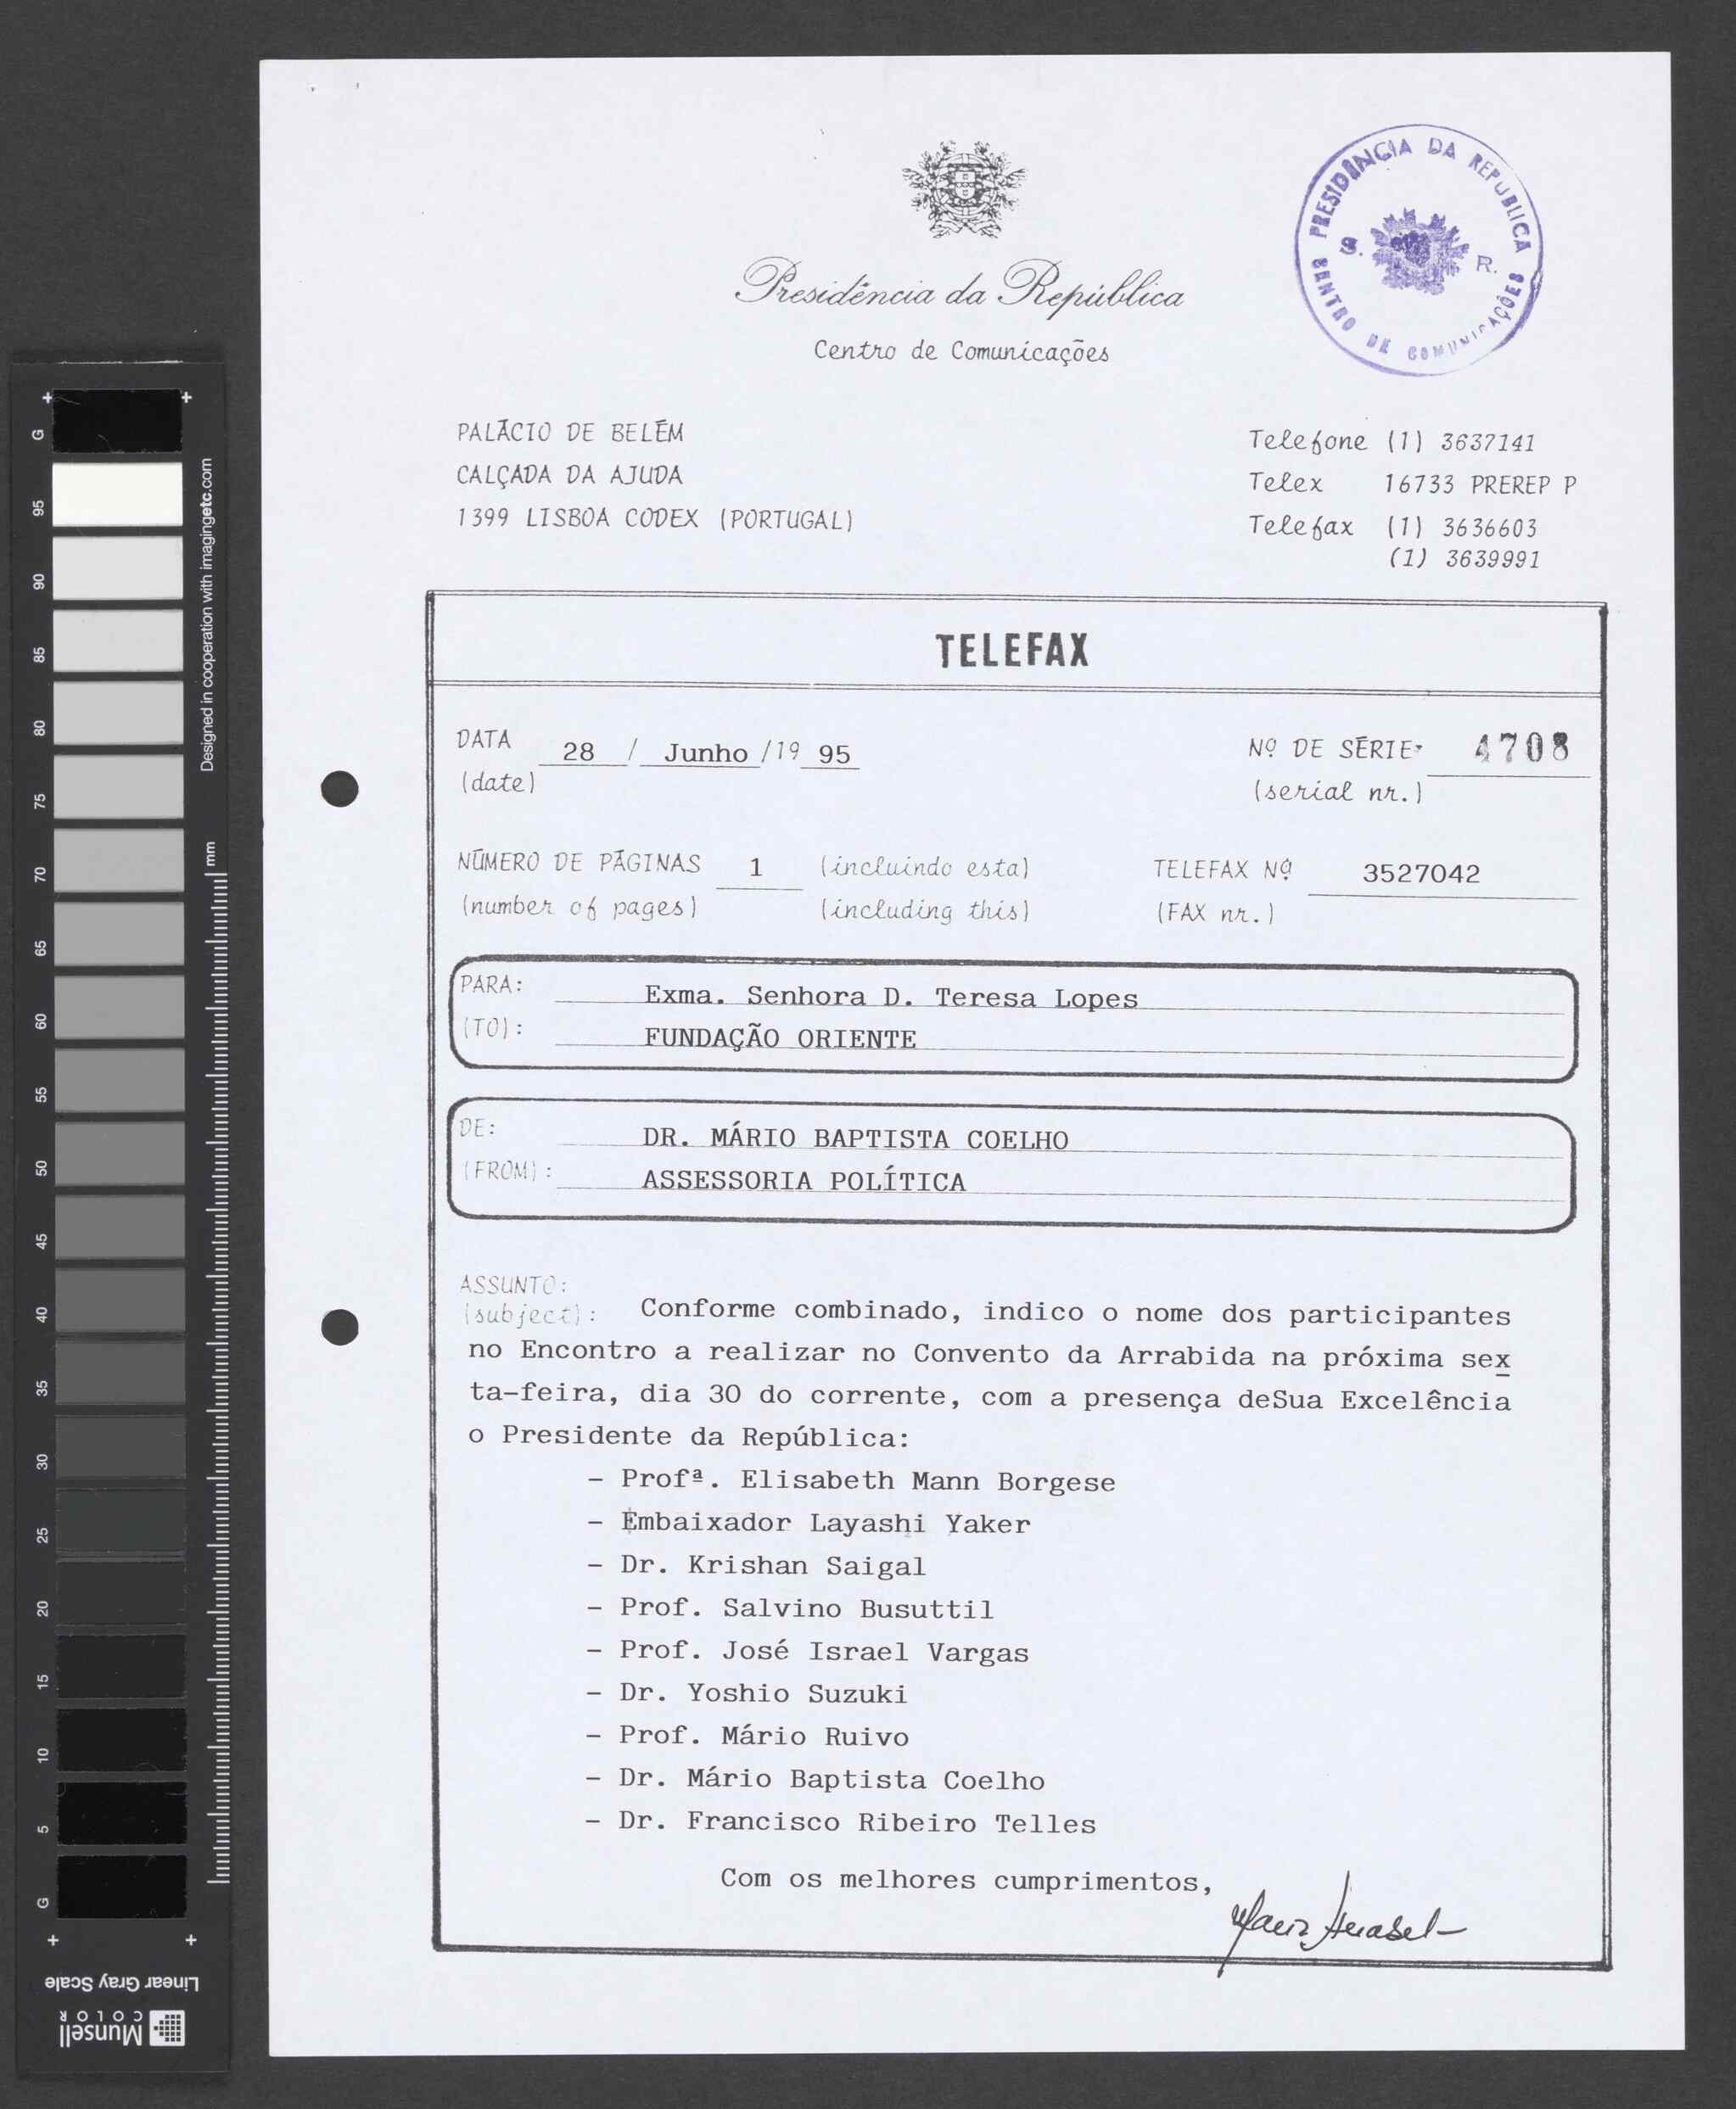 Presidência da República
Centro de Comunicações
PRESIDÊNCIA DA REPÚBLICA
S. R.
CENTRO DE COMUNICAÇÕES
PALÁCIO DE BELÉM
CALÇADA DA AJUDA
1399 LISBOA CODEX (PORTUGAL)
Telefone (1) 3637141
Telex 16733 PREREP P
Telefax (1) 3636603
(1) 3639991
TELEFAX
DATA 28 / Junho /19 95
(date)
Nº DE SÉRIE 4708
(serial nr.)
NÚMERO DE PÁGINAS 1 (incluindo esta)
(number of pages) (including this)
TELEFAX Nº 3527042
(FAX nr.)
PARA: Exma. Senhora D. Teresa Lopes
(TO): FUNDAÇÃO ORIENTE
DE: DR. MÁRIO BAPTISTA COELHO
(FROM): ASSESSORIA POLÍTICA
ASSUNTO:
(subject): Conforme combinado, indico o nome dos participantes
no Encontro a realizar no Convento da Arrabida na próxima sex
ta-feira, dia 30 do corrente, com a presença deSua Excelência
o Presidente da República:
- Profª. Elisabeth Mann Borgese
- Embaixador Layashi Yaker
- Dr. Krishan Saigal
- Prof. Salvino Busuttil
- Prof. José Israel Vargas
- Dr. Yoshio Suzuki
- Prof. Mário Ruivo
- Dr. Mário Baptista Coelho
- Dr. Francisco Ribeiro Telles
Com os melhores cumprimentos,
G 95 90 85 80 75 70 65 60 55 50 45 40 35 30 25 20 15 10 5 G
Designed in cooperation with imagingetc.com
mm
Linear Gray Scale
Munsell
COLOR